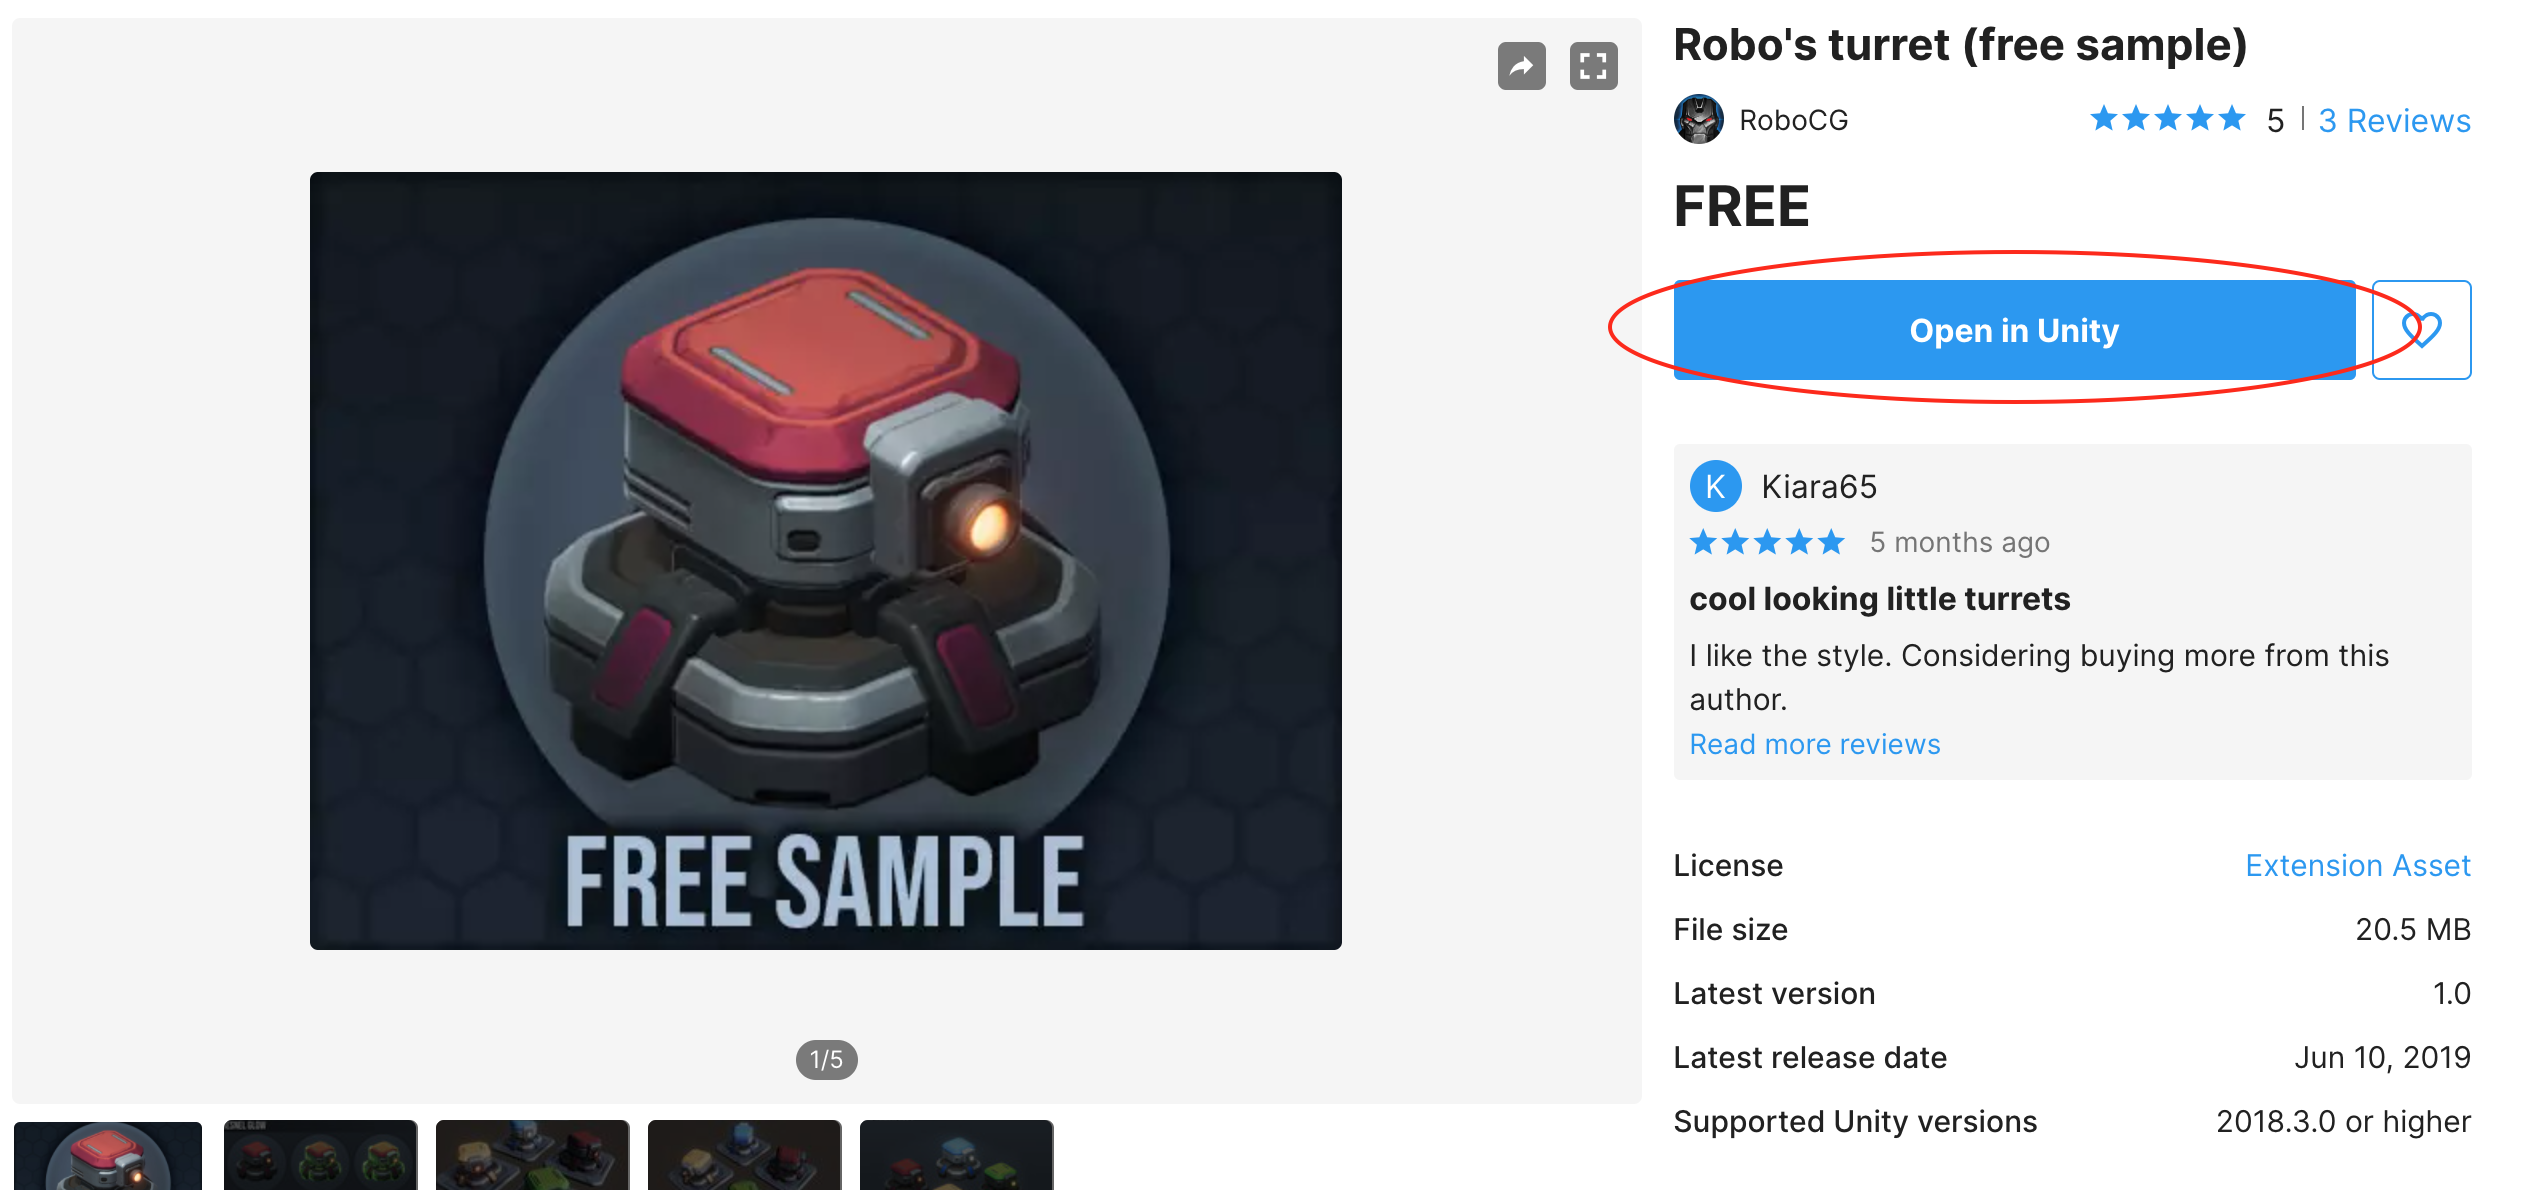 Robo's turret (free sample)
RoboCG
5 | 3 Reviews
FREE
Open in Unity
K Kiara65
5 months ago
cool looking little turrets
I like the style. Considering buying more from this
author.
Read more reviews
License Extension Asset
File size 20.5 MB
Latest version 1.0
Latest release date Jun 10, 2019
Supported Unity versions 2018.3.0 or higher
FREE SAMPLE
1/5